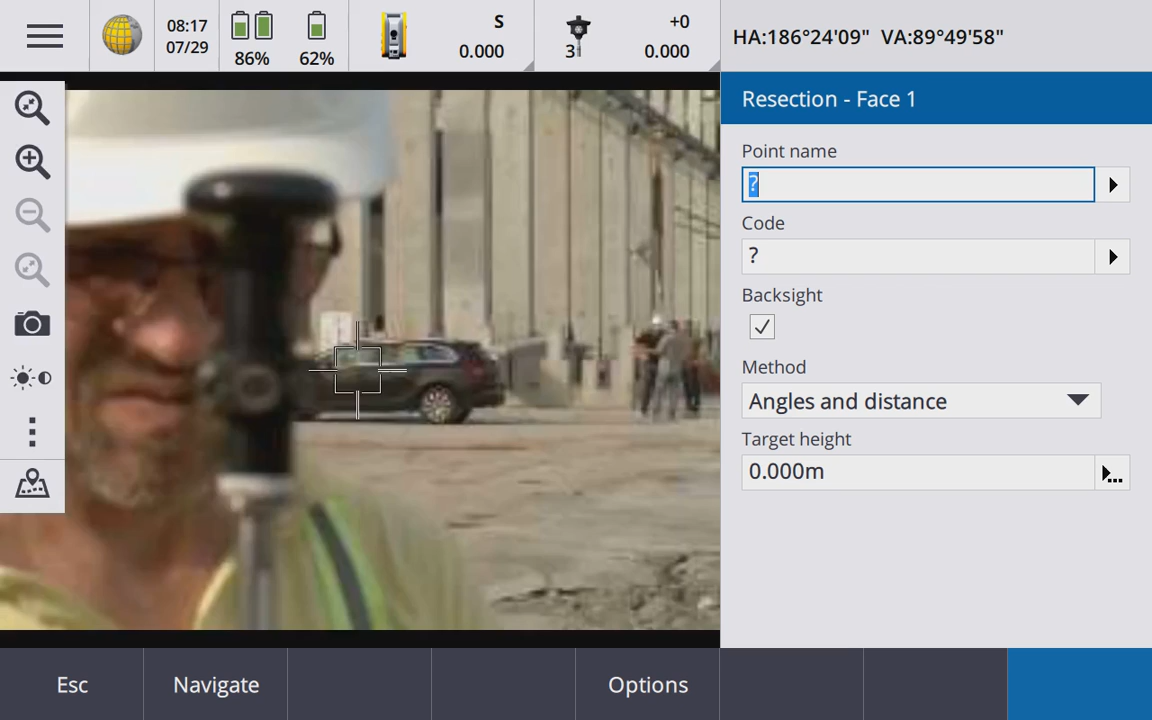 08:17
07/29
86%
62%
S
0.000
3
+0
0.000
HA:186°24'09" VA:89°49'58"
Resection - Face 1
Point name
?
Code
?
Backsight
Method
Angles and distance
Target height
0.000m
Esc
Navigate
Options